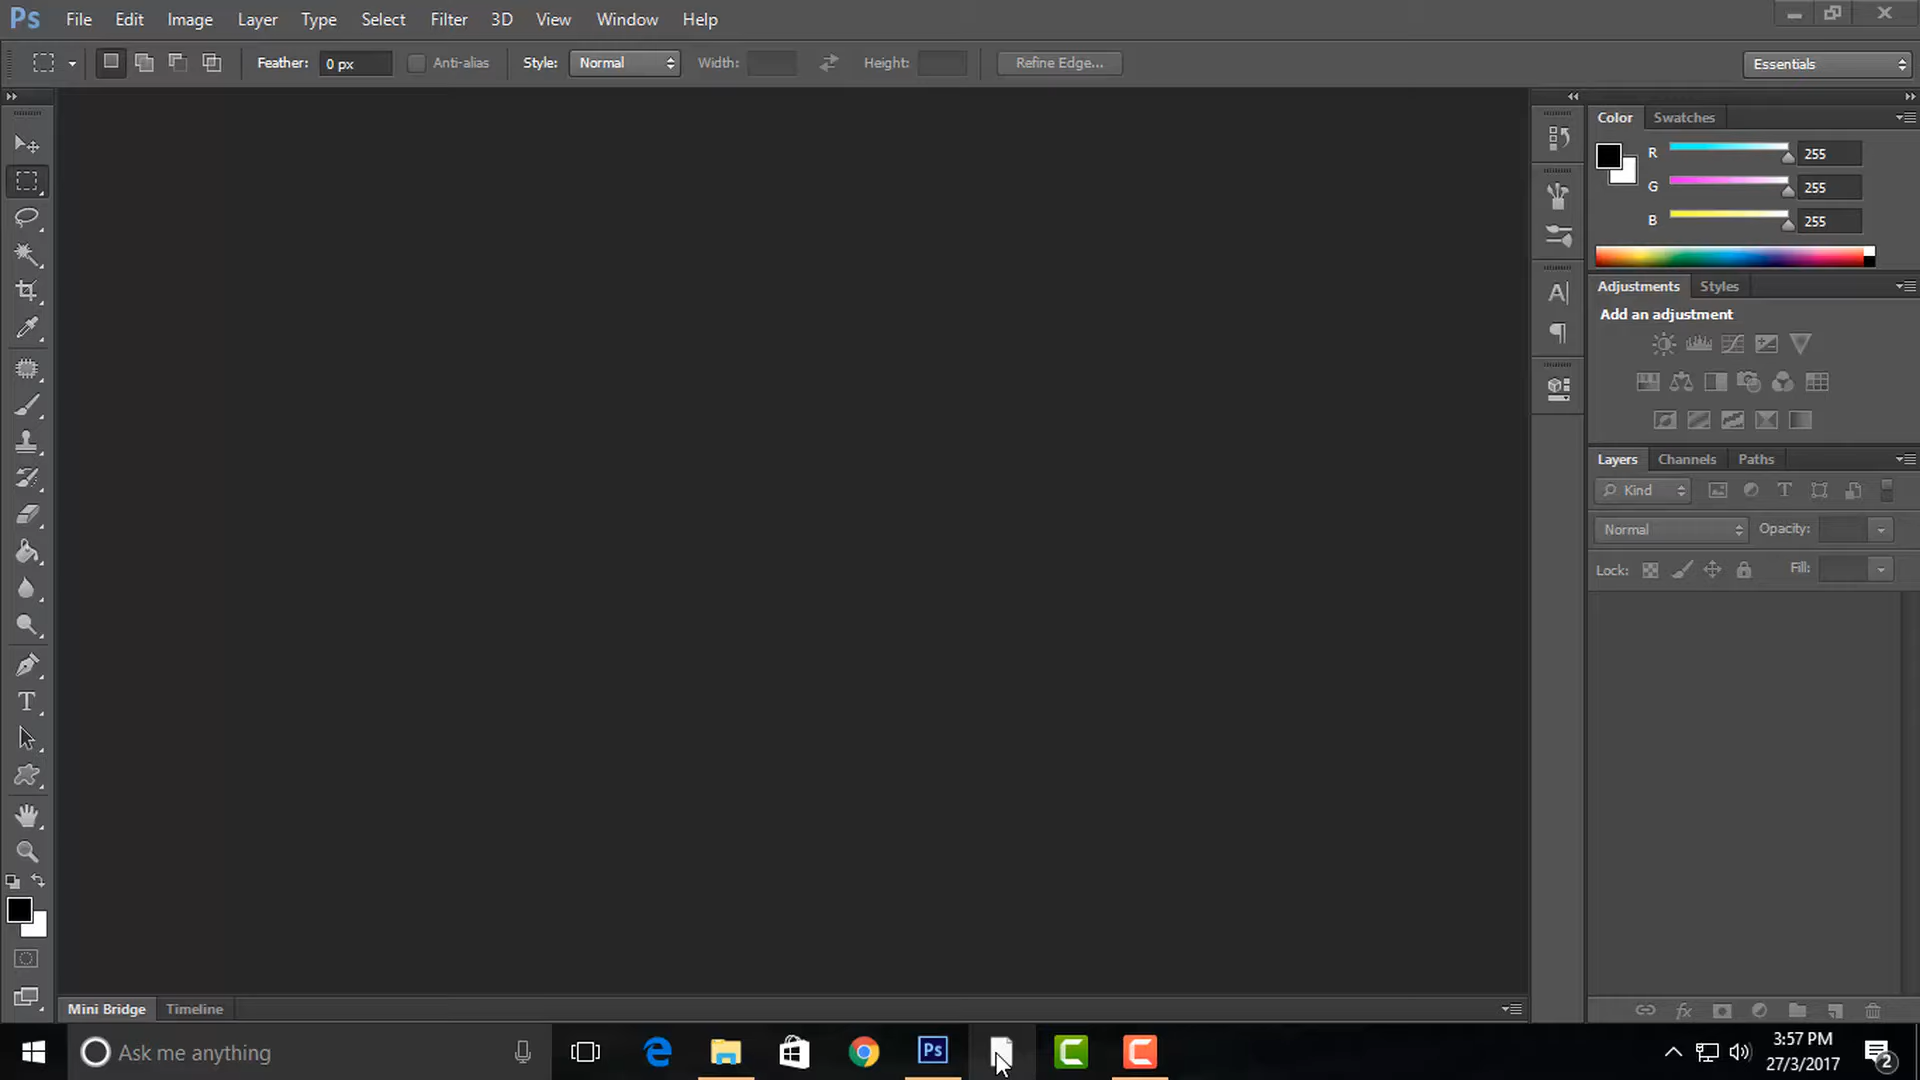 Ps File Edit Image Layer Type Select Filter 3D View Window Help
Feather: 0 px Anti-alias Style: Normal Width: Height: Refine Edge... Essentials
Color Swatches
R 255
G 255
B 255
Adjustments Styles
Add an adjustment
Layers Channels Paths
Kind
Normal Opacity:
Lock: Fill:
Mini Bridge Timeline
Ask me anything
Ps
3:57 PM
27/3/2017
2